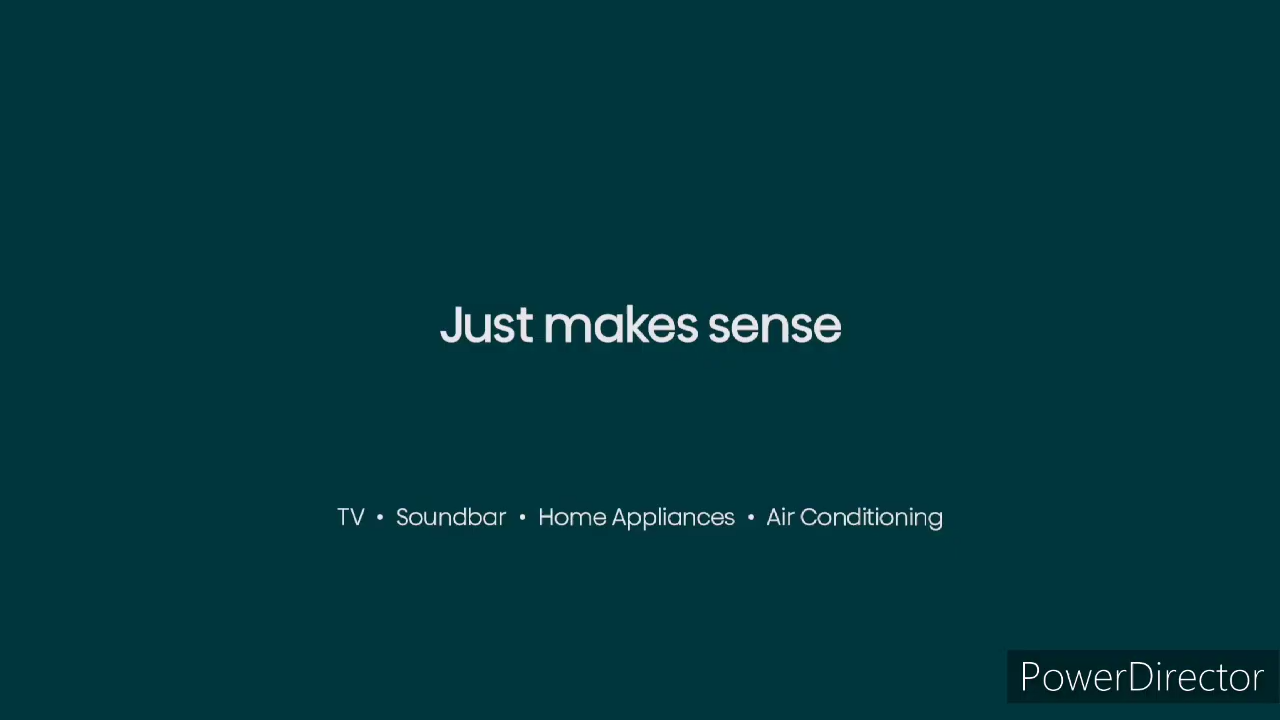 Just makes sense
TV • Soundbar • Home Appliances • Air Conditioning
PowerDirector